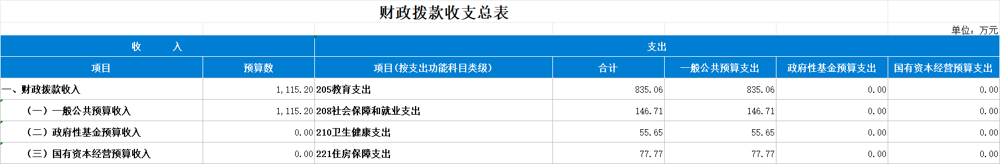 财政拨款收支总表
单位：万元
收 入 支出
项目 预算数 项目(按支出功能科目类级) 合计 一般公共预算支出 政府性基金预算支出 国有资本经营预算支出
一、财政拨款收入 1,115.20 205教育支出 835.06 835.06 0.00 0.00
（一）一般公共预算收入 1,115.20 208社会保障和就业支出 146.71 146.71 0.00 0.00
（二）政府性基金预算收入 0.00 210卫生健康支出 55.65 55.65 0.00 0.00
（三）国有资本经营预算收入 0.00 221住房保障支出 77.77 77.77 0.00 0.00